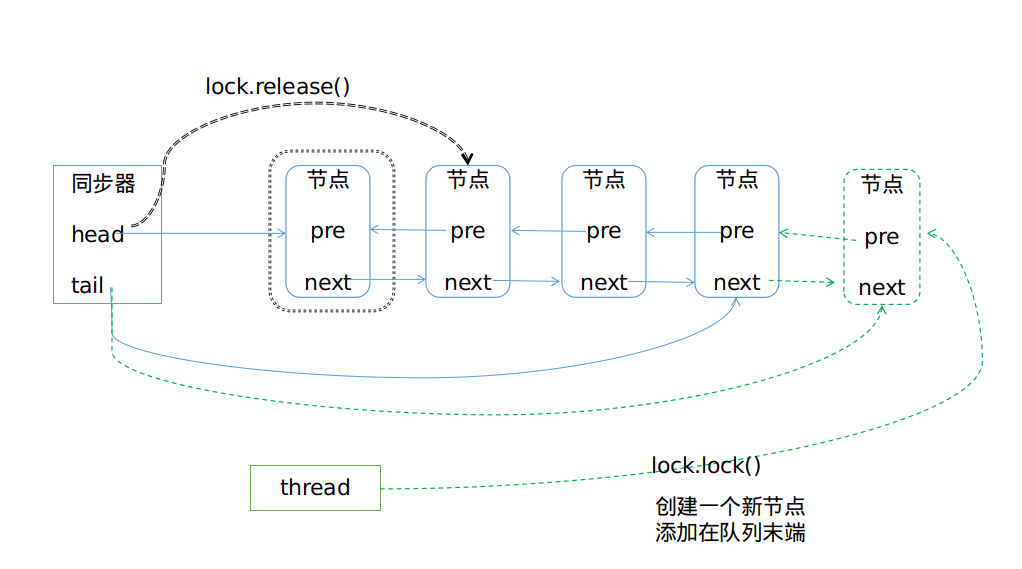 lock.release()
同步器
head
tail
节点
pre
next
节点
pre
next
节点
pre
next
节点
pre
next
节点
pre
next
thread
lock.lock()
创建一个新节点
添加在队列末端